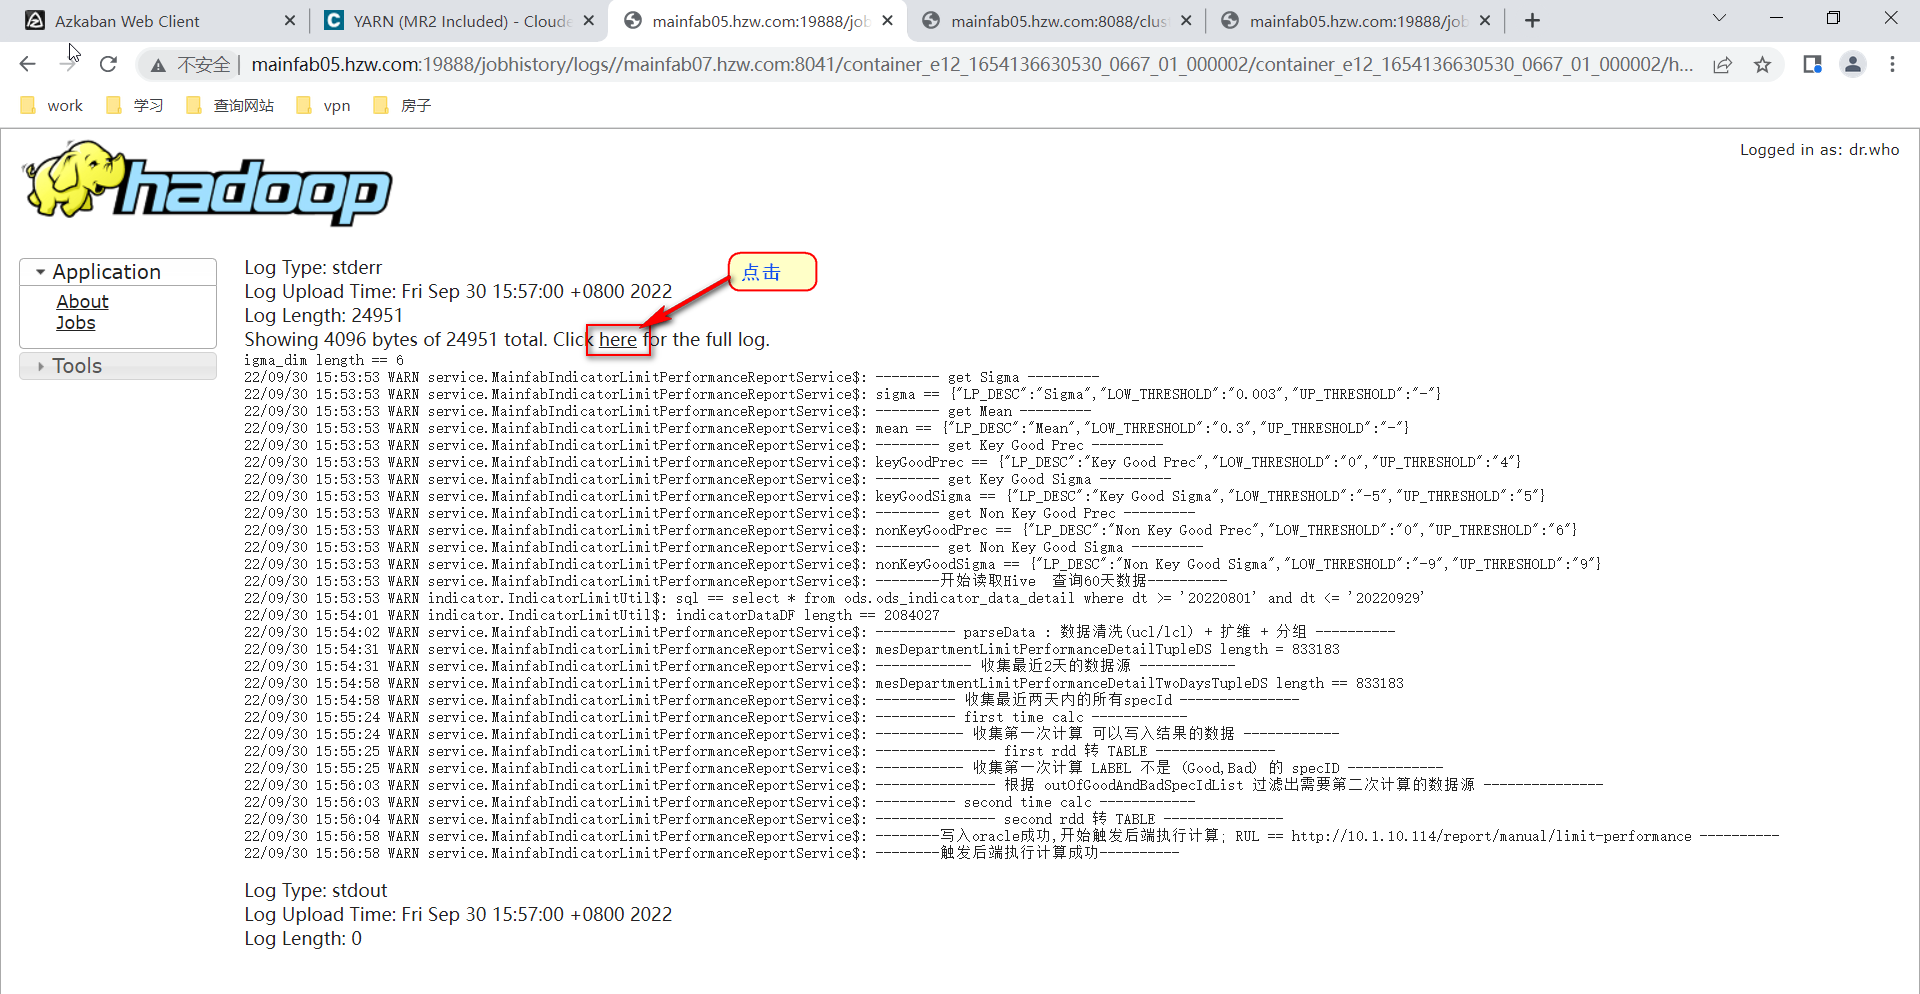 Azkaban Web Client
YARN (MR2 Included) - Cloude
mainfab05.hzw.com:19888/job
mainfab05.hzw.com:8088/clus
mainfab05.hzw.com:19888/job
不安全
mainfab05.hzw.com:19888/jobhistory/logs//mainfab07.hzw.com:8041/container_e12_1654136630530_0667_01_000002/container_e12_1654136630530_0667_01_000002/h...
work
学习
查询网站
vpn
房子
hadoop
Logged in as: dr.who
Application
About
Jobs
Tools
点击
Log Type: stderr
Log Upload Time: Fri Sep 30 15:57:00 +0800 2022
Log Length: 24951
Showing 4096 bytes of 24951 total. Click here for the full log.
igma_dim length == 6
22/09/30 15:53:53 WARN service.MainfabIndicatorLimitPerformanceReportService$: -------- get Sigma ---------
22/09/30 15:53:53 WARN service.MainfabIndicatorLimitPerformanceReportService$: sigma == {"LP_DESC":"Sigma","LOW_THRESHOLD":"0.003","UP_THRESHOLD":"-"}
22/09/30 15:53:53 WARN service.MainfabIndicatorLimitPerformanceReportService$: -------- get Mean ---------
22/09/30 15:53:53 WARN service.MainfabIndicatorLimitPerformanceReportService$: mean == {"LP_DESC":"Mean","LOW_THRESHOLD":"0.3","UP_THRESHOLD":"-"}
22/09/30 15:53:53 WARN service.MainfabIndicatorLimitPerformanceReportService$: -------- get Key Good Prec ---------
22/09/30 15:53:53 WARN service.MainfabIndicatorLimitPerformanceReportService$: keyGoodPrec == {"LP_DESC":"Key Good Prec","LOW_THRESHOLD":"0","UP_THRESHOLD":"4"}
22/09/30 15:53:53 WARN service.MainfabIndicatorLimitPerformanceReportService$: -------- get Key Good Sigma ---------
22/09/30 15:53:53 WARN service.MainfabIndicatorLimitPerformanceReportService$: keyGoodSigma == {"LP_DESC":"Key Good Sigma","LOW_THRESHOLD":"-5","UP_THRESHOLD":"5"}
22/09/30 15:53:53 WARN service.MainfabIndicatorLimitPerformanceReportService$: -------- get Non Key Good Prec ---------
22/09/30 15:53:53 WARN service.MainfabIndicatorLimitPerformanceReportService$: nonKeyGoodPrec == {"LP_DESC":"Non Key Good Prec","LOW_THRESHOLD":"0","UP_THRESHOLD":"6"}
22/09/30 15:53:53 WARN service.MainfabIndicatorLimitPerformanceReportService$: -------- get Non Key Good Sigma ---------
22/09/30 15:53:53 WARN service.MainfabIndicatorLimitPerformanceReportService$: nonKeyGoodSigma == {"LP_DESC":"Non Key Good Sigma","LOW_THRESHOLD":"-9","UP_THRESHOLD":"9"}
22/09/30 15:53:53 WARN service.MainfabIndicatorLimitPerformanceReportService$: --------开始读取Hive  查询60天数据----------
22/09/30 15:53:53 WARN indicator.IndicatorLimitUtil$: sql == select * from ods.ods_indicator_data_detail where dt >= '20220801' and dt <= '20220929'
22/09/30 15:54:01 WARN indicator.IndicatorLimitUtil$: indicatorDataDF length == 2084027
22/09/30 15:54:02 WARN service.MainfabIndicatorLimitPerformanceReportService$: ---------- parseData : 数据清洗(ucl/lcl) + 扩维 + 分组 ----------
22/09/30 15:54:31 WARN service.MainfabIndicatorLimitPerformanceReportService$: mesDepartmentLimitPerformanceDetailTupleDS length = 833183
22/09/30 15:54:31 WARN service.MainfabIndicatorLimitPerformanceReportService$: ------------ 收集最近2天的数据源 ------------
22/09/30 15:54:58 WARN service.MainfabIndicatorLimitPerformanceReportService$: mesDepartmentLimitPerformanceDetailTwoDaysTupleDS length == 833183
22/09/30 15:54:58 WARN service.MainfabIndicatorLimitPerformanceReportService$: ---------- 收集最近两天内的所有specId ---------------
22/09/30 15:55:24 WARN service.MainfabIndicatorLimitPerformanceReportService$: ---------- first time calc ------------
22/09/30 15:55:24 WARN service.MainfabIndicatorLimitPerformanceReportService$: ----------- 收集第一次计算 可以写入结果的数据 ------------
22/09/30 15:55:25 WARN service.MainfabIndicatorLimitPerformanceReportService$: --------------- first rdd 转 TABLE ---------------
22/09/30 15:55:25 WARN service.MainfabIndicatorLimitPerformanceReportService$: ----------- 收集第一次计算 LABEL 不是 (Good,Bad) 的 specID ------------
22/09/30 15:56:03 WARN service.MainfabIndicatorLimitPerformanceReportService$: --------------- 根据 outOfGoodAndBadSpecIdList 过滤出需要第二次计算的数据源 ---------------
22/09/30 15:56:03 WARN service.MainfabIndicatorLimitPerformanceReportService$: ---------- second time calc ------------
22/09/30 15:56:04 WARN service.MainfabIndicatorLimitPerformanceReportService$: --------------- second rdd 转 TABLE ---------------
22/09/30 15:56:58 WARN service.MainfabIndicatorLimitPerformanceReportService$: --------写入oracle成功,开始触发后端执行计算; RUL == http://10.1.10.114/report/manual/limit-performance ----------
22/09/30 15:56:58 WARN service.MainfabIndicatorLimitPerformanceReportService$: --------触发后端执行计算成功----------
Log Type: stdout
Log Upload Time: Fri Sep 30 15:57:00 +0800 2022
Log Length: 0